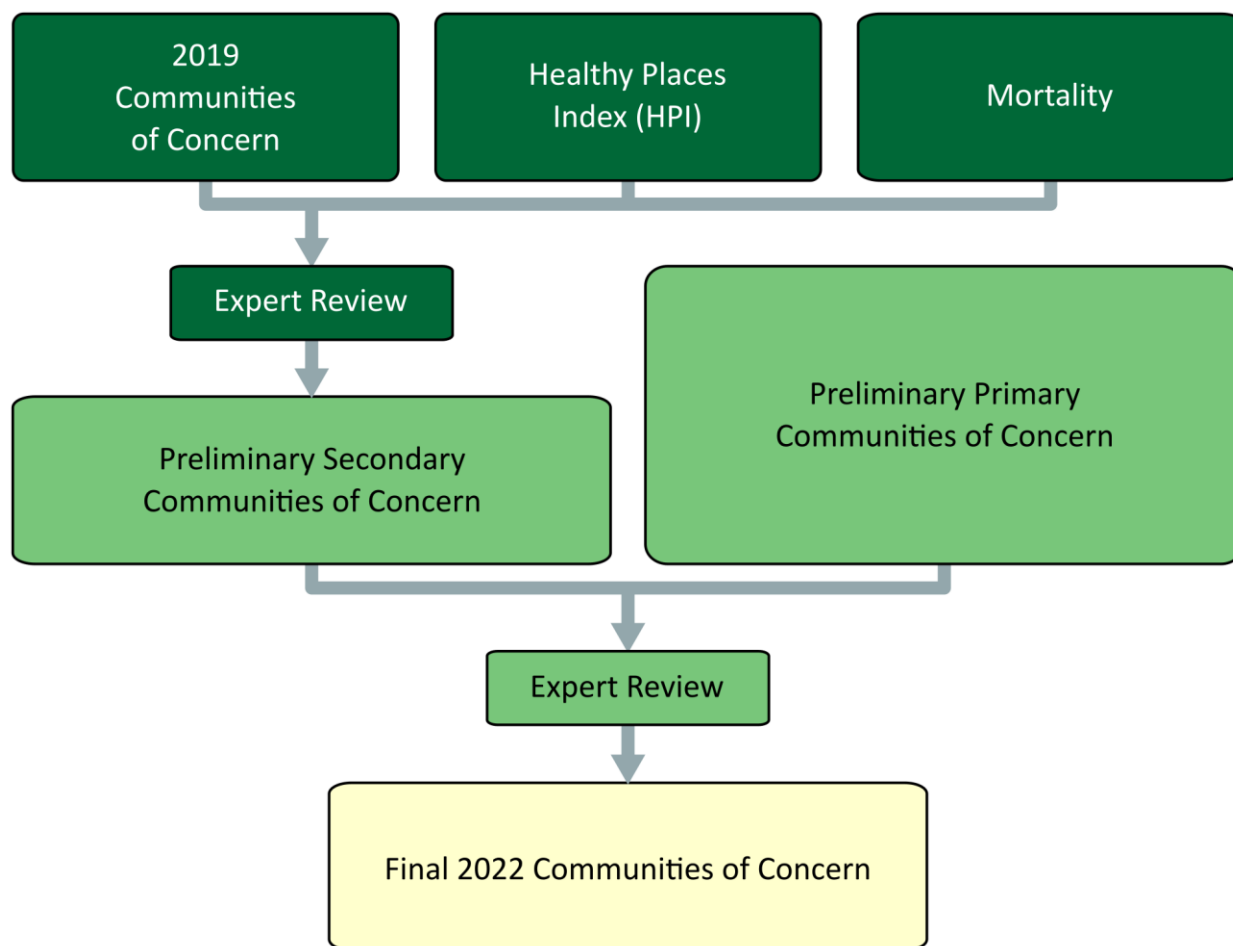 2019
Communities
of Concern
Healthy Places
Index (HPI)
Mortality
Expert Review
Preliminary Primary
Communities of Concern
Preliminary Secondary
Communities of Concern
Expert Review
Final 2022 Communities of Concern